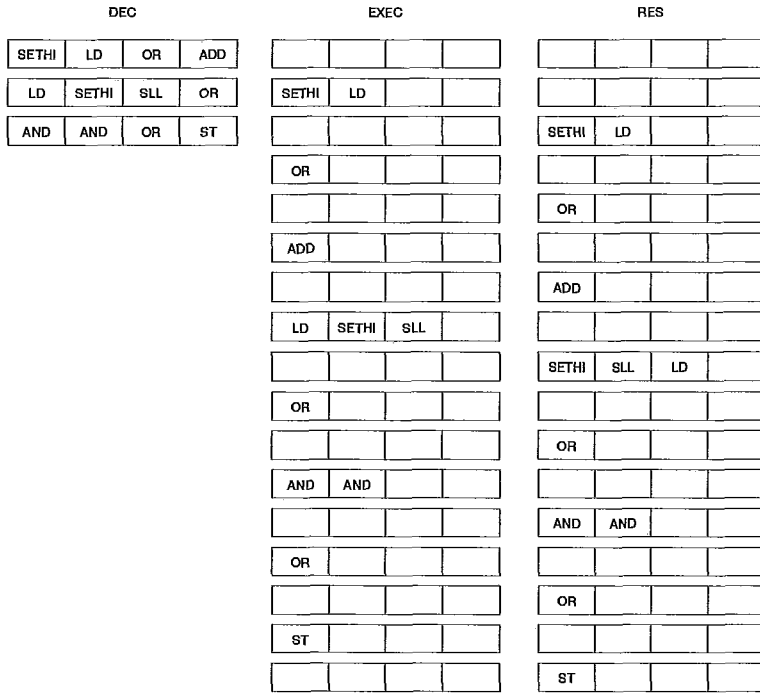 DEC EXEC RES
SETHI LD OR ADD
LD SETHI SLL OR SETHI LD
AND AND OR ST SETHI LD
OR
OR
ADD
ADD
LD SETHI SLL
SETHI SLL LD
OR
OR
AND AND
AND AND
OR
OR
ST
ST